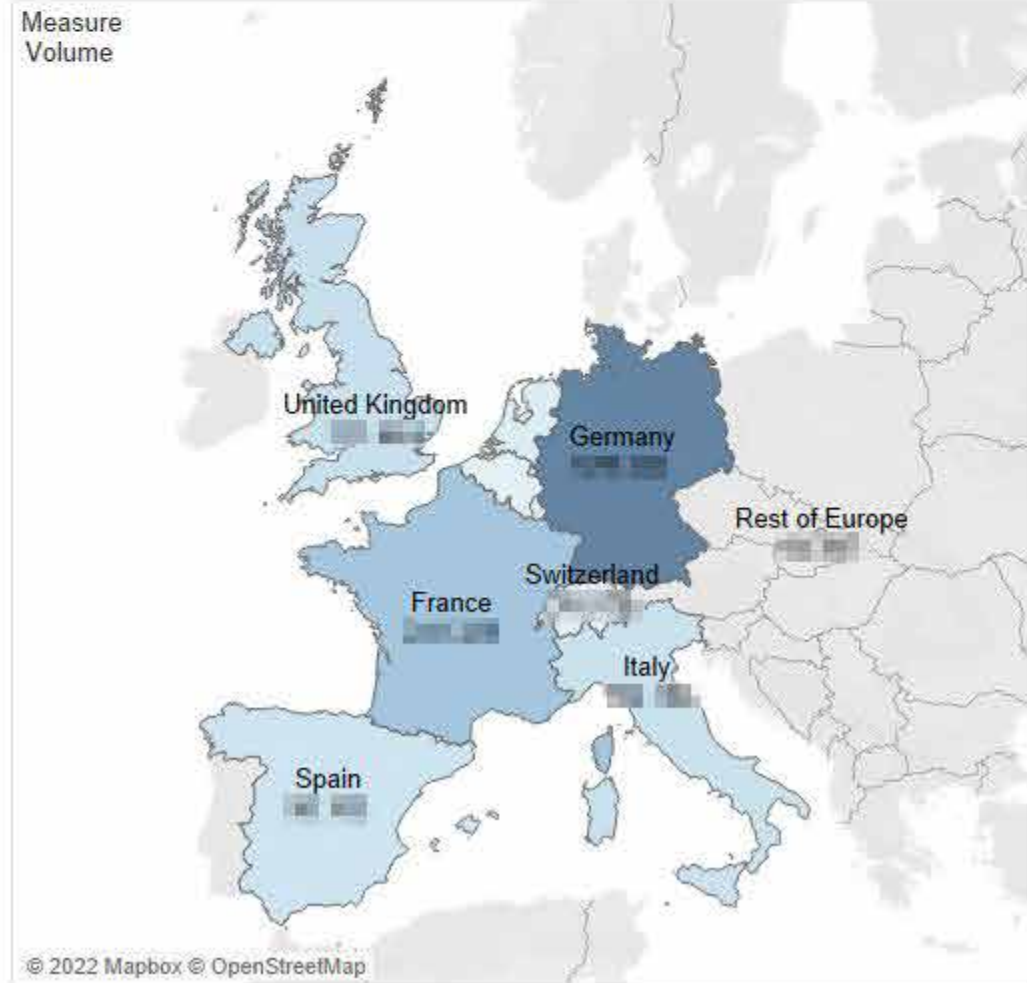 Measure
Volume
United Kingdom
Germany
Rest of Europe
Switzerland
France
Italy
Spain
© 2022 Mapbox © OpenStreetMap